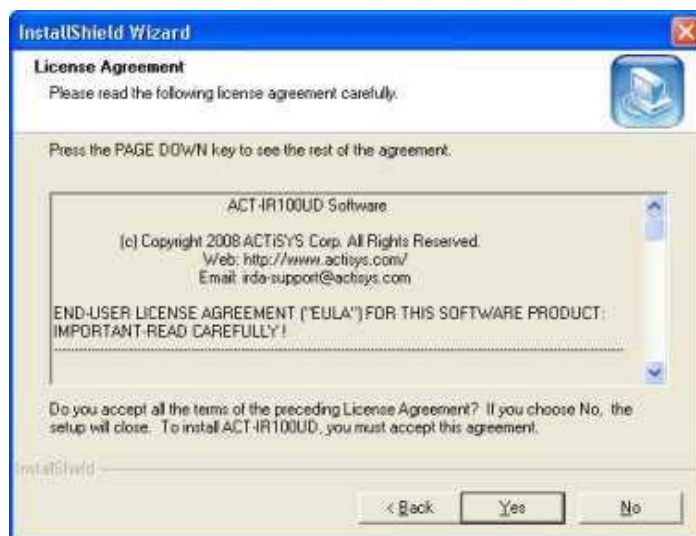 InstallShield Wizard
License Agreement
Please read the following license agreement carefully.
Press the PAGE DOWN key to see the rest of the agreement.
ACT-IR100UD Software
(c) Copyright 2008 ACTiSYS Corp. All Rights Reserved.
Web: http://www.actisys.com/
Email: irda-support@actisys.com
END-USER LICENSE AGREEMENT ("EULA") FOR THIS SOFTWARE PRODUCT:
IMPORTANT-READ CAREFULLY !
Do you accept all the terms of the preceding License Agreement? If you choose No, the
setup will close. To install ACT-IR100UD, you must accept this agreement.
InstallShield
< Back
Yes
No